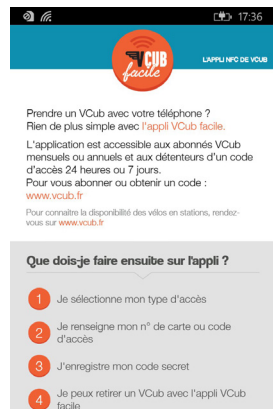 17:36
VCUB
facile
L'APPLI NFC DE VCUB
Prendre un VCub avec votre téléphone ?
Rien de plus simple avec l'appli VCub facile.
L'application est accessible aux abonnés VCub
mensuels ou annuels et aux détenteurs d'un code
d'accès 24 heures ou 7 jours.
Pour vous abonner ou obtenir un code :
www.vcub.fr
Pour connaitre la disponibilité des vélos en stations, rendez-
vous sur www.vcub.fr
Que dois-je faire ensuite sur l'appli ?
1 Je sélectionne mon type d'accès
2 Je renseigne mon n° de carte ou code
d'accès
3 J'enregistre mon code secret
4 Je peux retirer un VCub avec l'appli VCub
facile